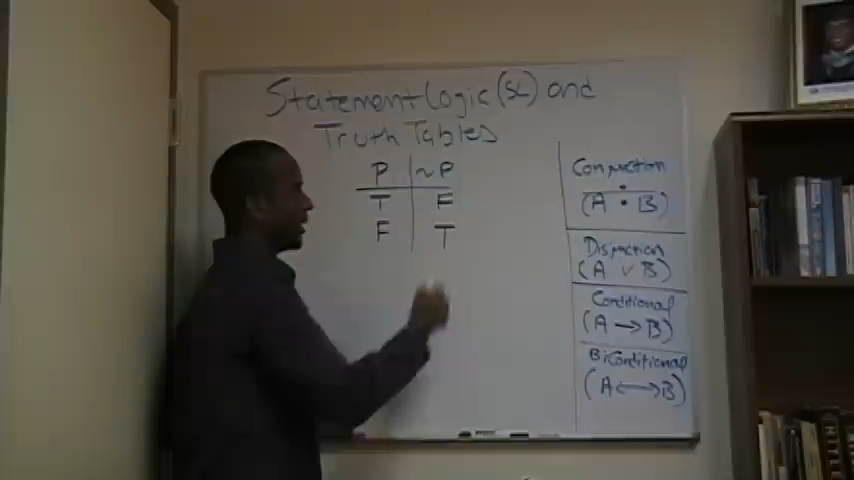 Statement Logic (SL) and
Truth Tables
P ~P
T F
F T
Conjunction
(A • B)
Disjunction
(A v B)
Conditional
(A → B)
BiConditional
(A ↔ B)